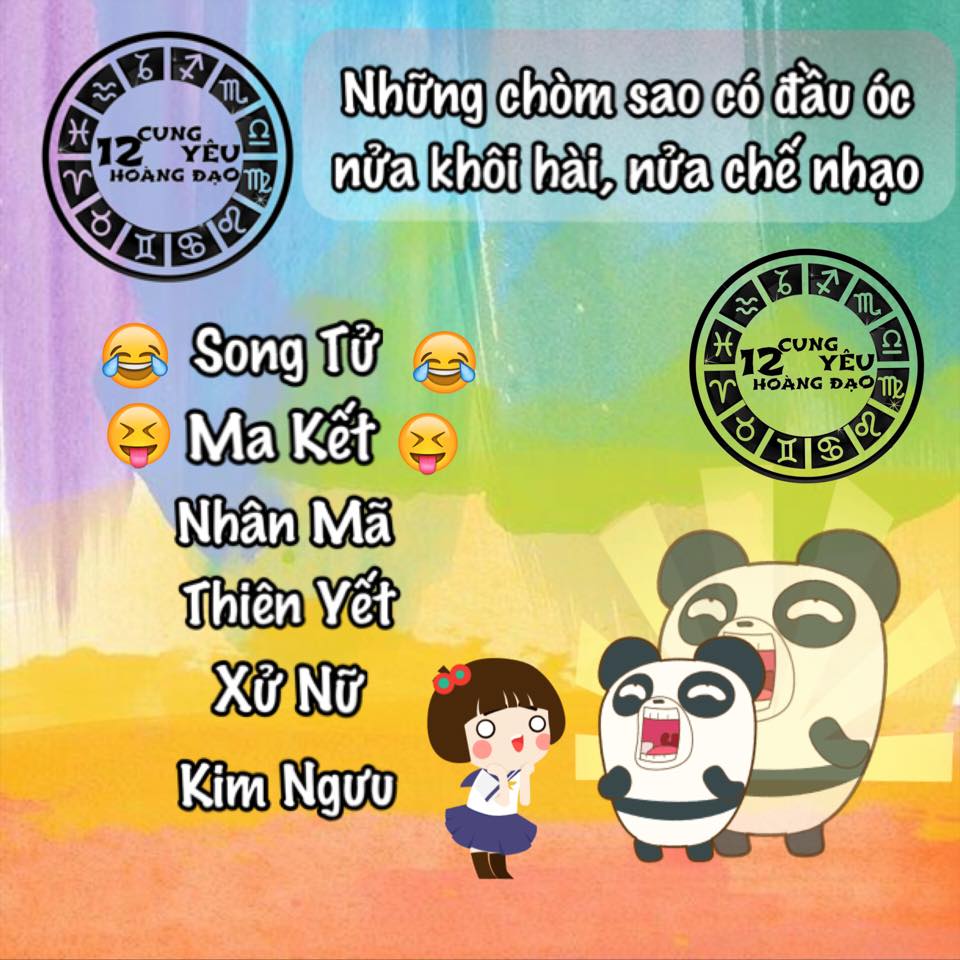 12 CUNG YÊU
HOÀNG ĐẠO
Những chòm sao có đầu óc
nửa khôi hài, nửa chế nhạo
12 CUNG YÊU
HOÀNG ĐẠO
Song Tử
Ma Kết
Nhân Mã
Thiên Yết
Xử Nữ
Kim Ngưu